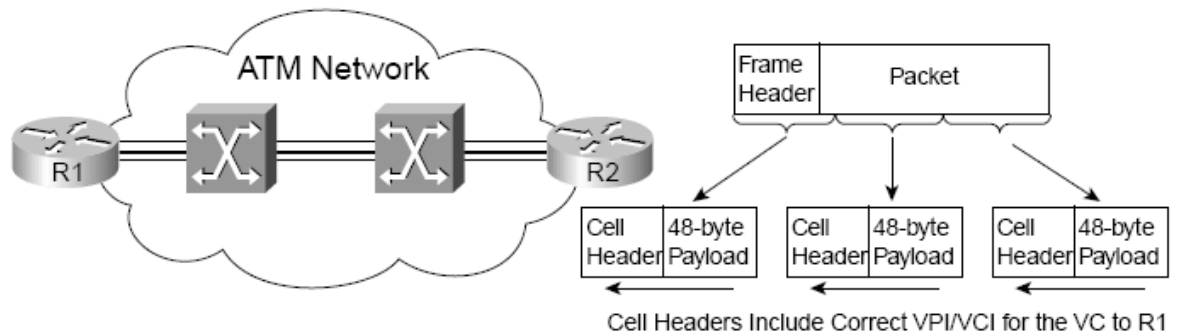 ATM Network
R1
R2
Frame
Header
Packet
Cell
Header
48-byte
Payload
Cell
Header
48-byte
Payload
Cell
Header
48-byte
Payload
Cell Headers Include Correct VPI/VCI for the VC to R1